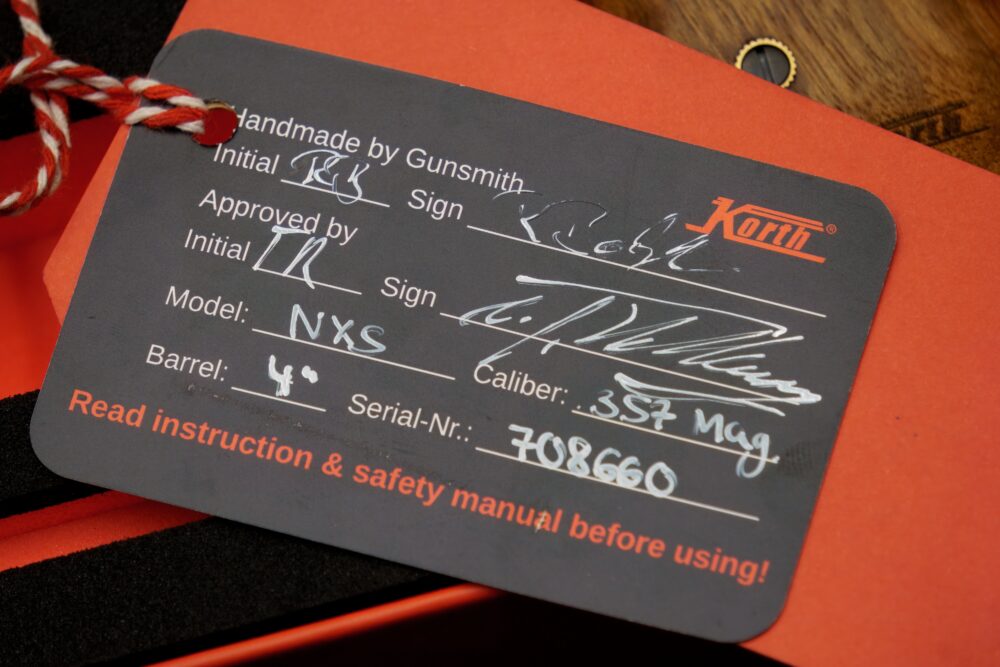 Handmade by Gunsmith
Initial Sign
Korth®
Approved by
Initial TR Sign
Model: NXS
Caliber: 357 Mag
Barrel: 4" Serial-Nr.: 708660
Read instruction & safety manual before using!